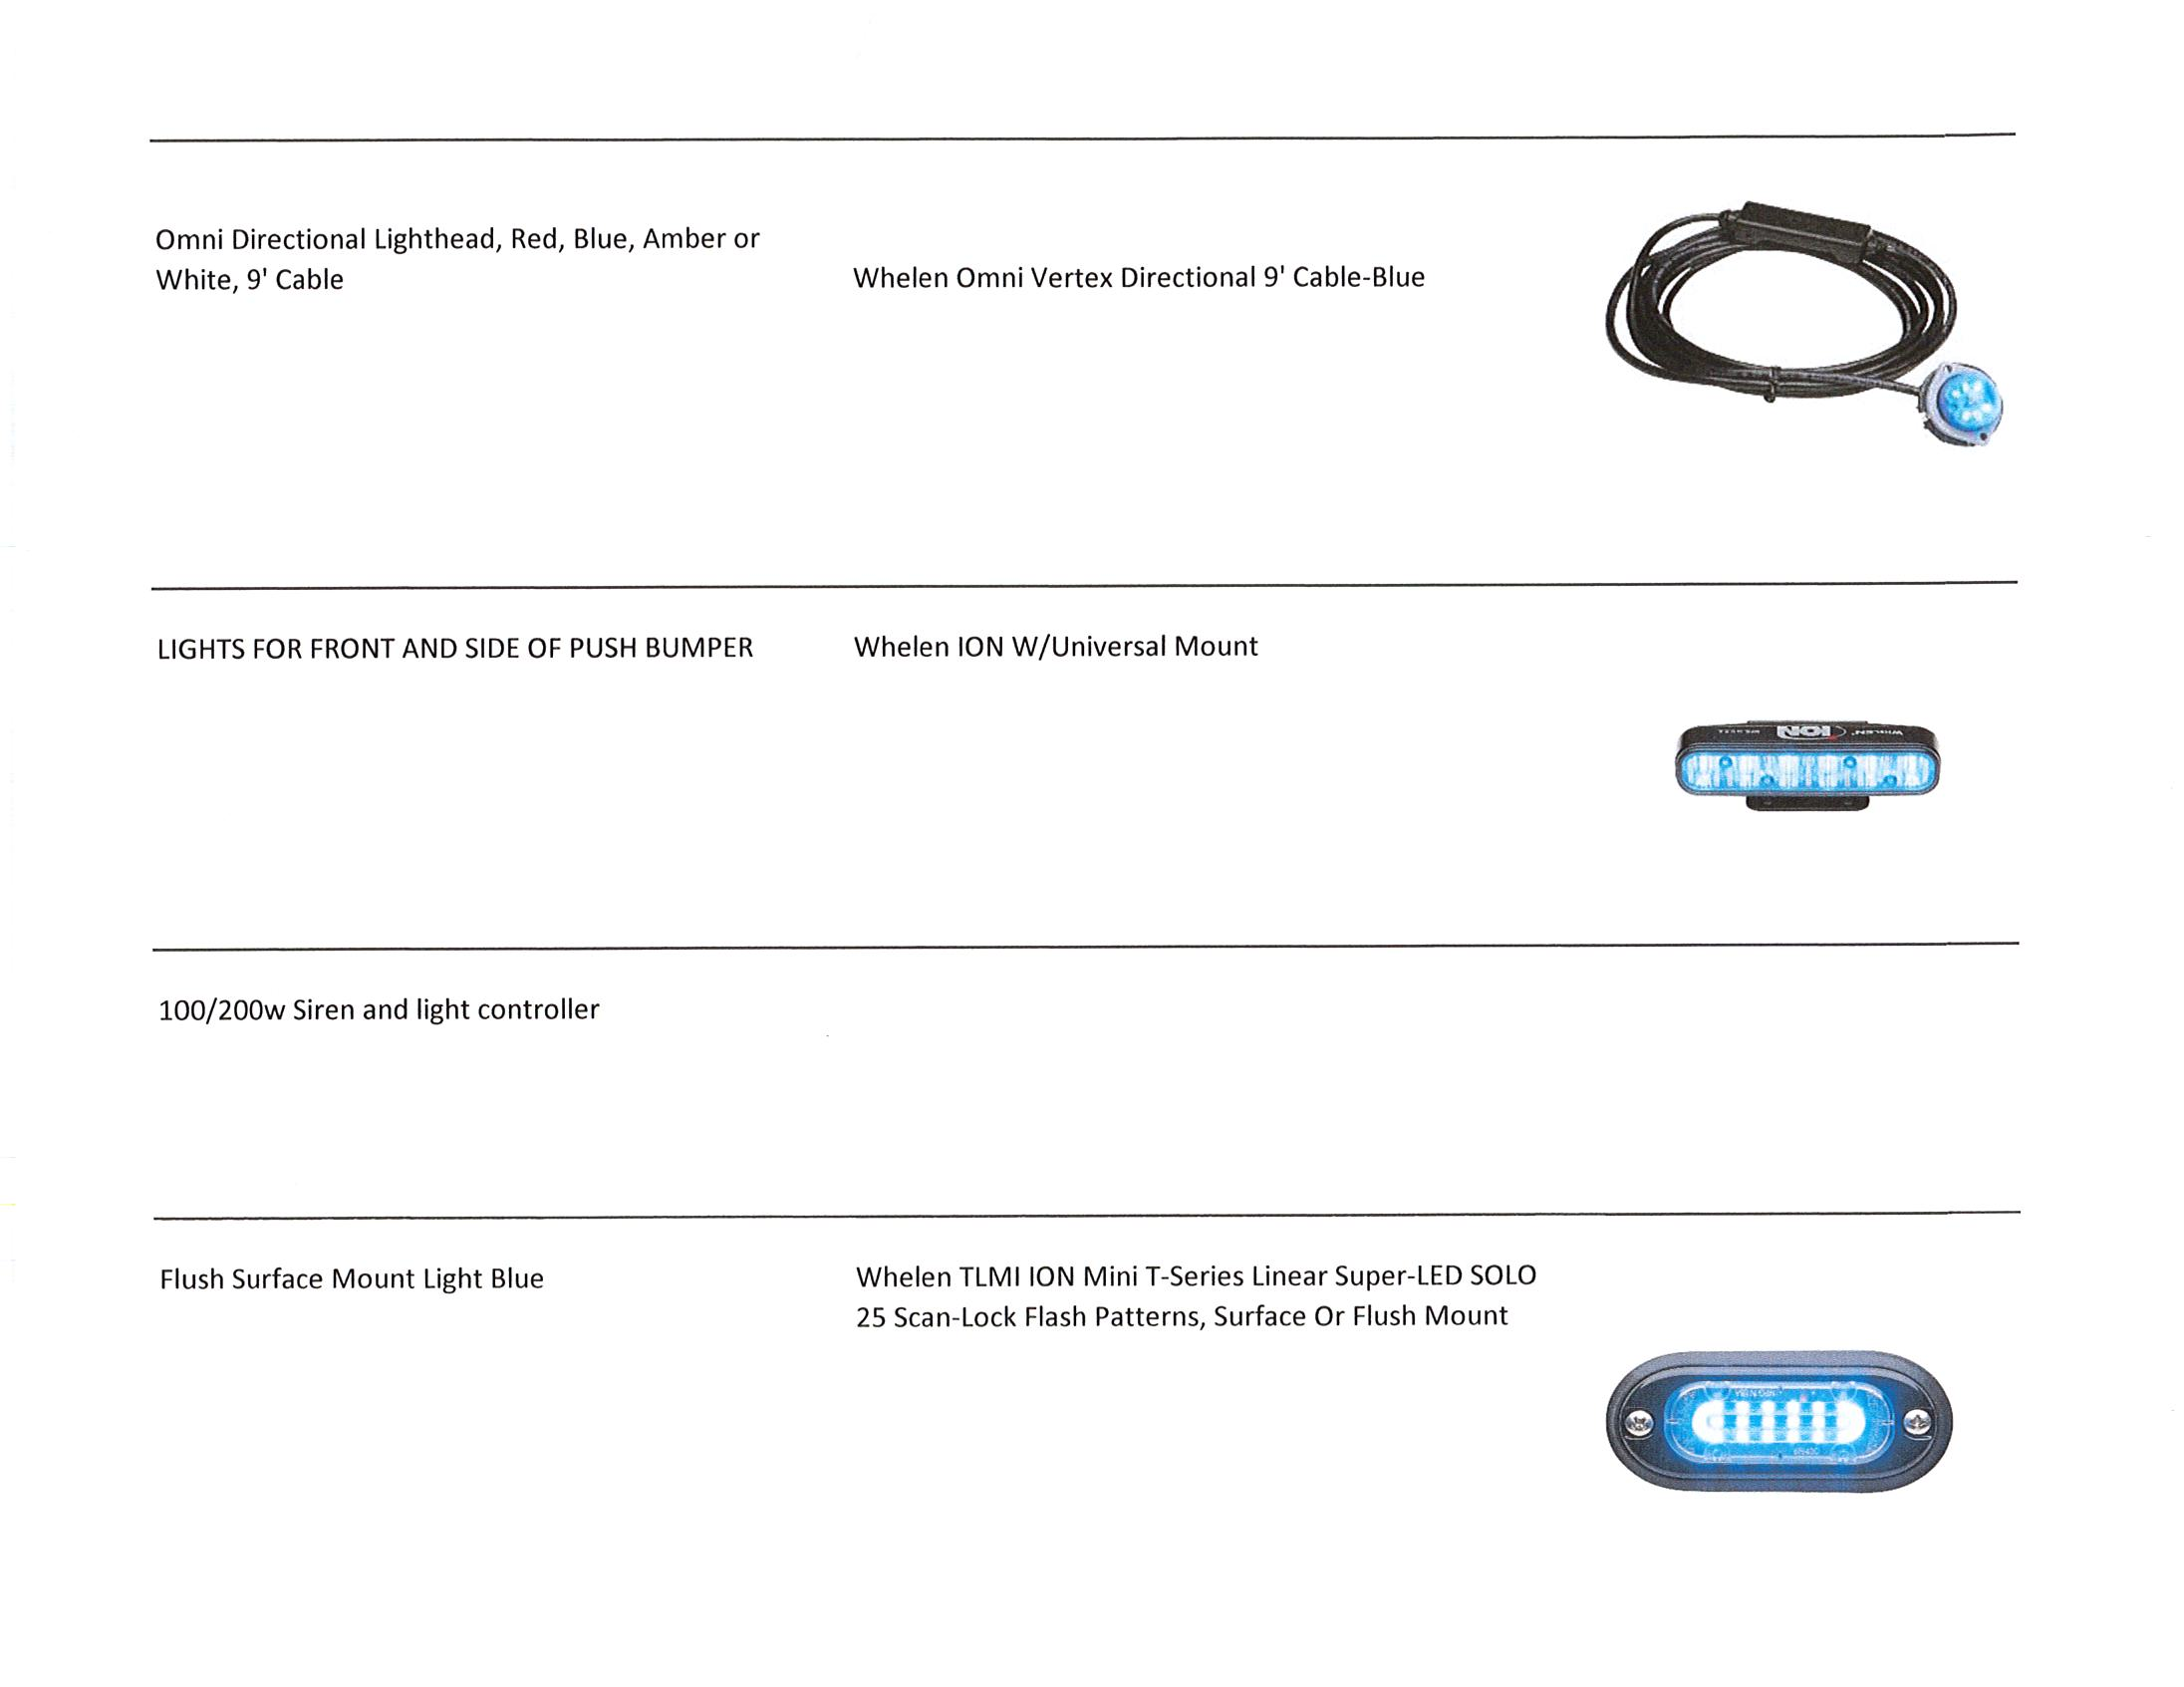 Omni Directional Lighthead, Red, Blue, Amber or
White, 9' Cable
Whelen Omni Vertex Directional 9' Cable-Blue
LIGHTS FOR FRONT AND SIDE OF PUSH BUMPER
Whelen ION W/Universal Mount
WHELEN
ION
100/200w Siren and light controller
Flush Surface Mount Light Blue
Whelen TLMI ION Mini T-Series Linear Super-LED SOLO
25 Scan-Lock Flash Patterns, Surface Or Flush Mount